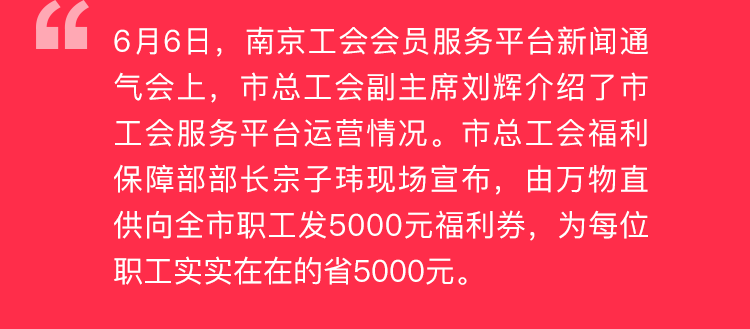 6月6日，南京工会会员服务平台新闻通
气会上，市总工会副主席刘辉介绍了市
工会服务平台运营情况。市总工会福利
保障部部长宗子玮现场宣布，由万物直
供向全市职工发5000元福利券，为每位
职工实实在在的省5000元。